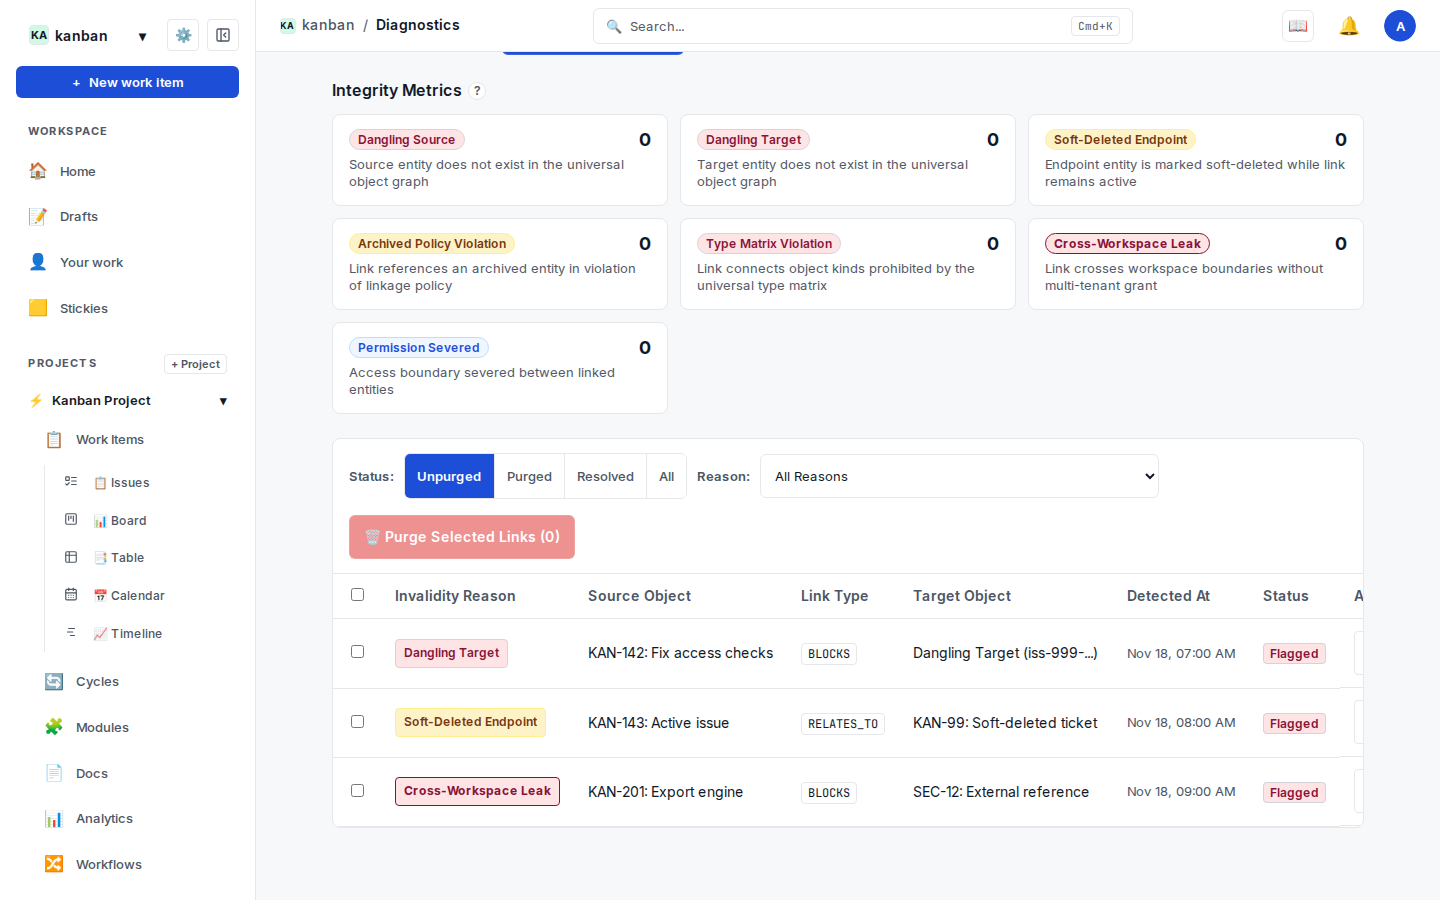 KA kanban ▾
+ New work item
WORKSPACE
Home
Drafts
Your work
Stickies
PROJECTS
+ Project
Kanban Project ▾
Work Items
Issues
Board
Table
Calendar
Timeline
Cycles
Modules
Docs
Analytics
Workflows
KA kanban / Diagnostics
Search...
Cmd+K
A
Integrity Metrics ?
Dangling Source 0
Source entity does not exist in the universal
object graph
Dangling Target 0
Target entity does not exist in the universal
object graph
Soft-Deleted Endpoint 0
Endpoint entity is marked soft-deleted while link
remains active
Archived Policy Violation 0
Link references an archived entity in violation
of linkage policy
Type Matrix Violation 0
Link connects object kinds prohibited by the
universal type matrix
Cross-Workspace Leak 0
Link crosses workspace boundaries without
multi-tenant grant
Permission Severed 0
Access boundary severed between linked
entities
Status: Unpurged Purged Resolved All Reason: All Reasons
Purge Selected Links (0)
Invalidity Reason Source Object Link Type Target Object Detected At Status A
Dangling Target KAN-142: Fix access checks BLOCKS Dangling Target (iss-999-...) Nov 18, 07:00 AM Flagged
Soft-Deleted Endpoint KAN-143: Active issue RELATES_TO KAN-99: Soft-deleted ticket Nov 18, 08:00 AM Flagged
Cross-Workspace Leak KAN-201: Export engine BLOCKS SEC-12: External reference Nov 18, 09:00 AM Flagged